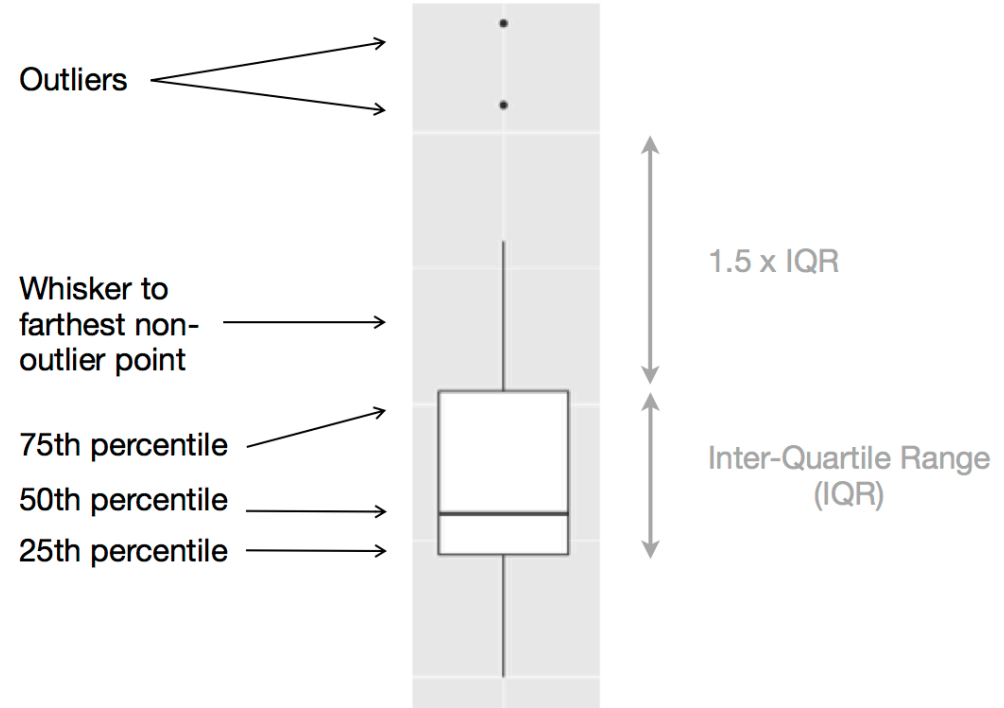 Outliers
1.5 x IQR
Whisker to
farthest non-
outlier point
75th percentile
Inter-Quartile Range
(IQR)
50th percentile
25th percentile